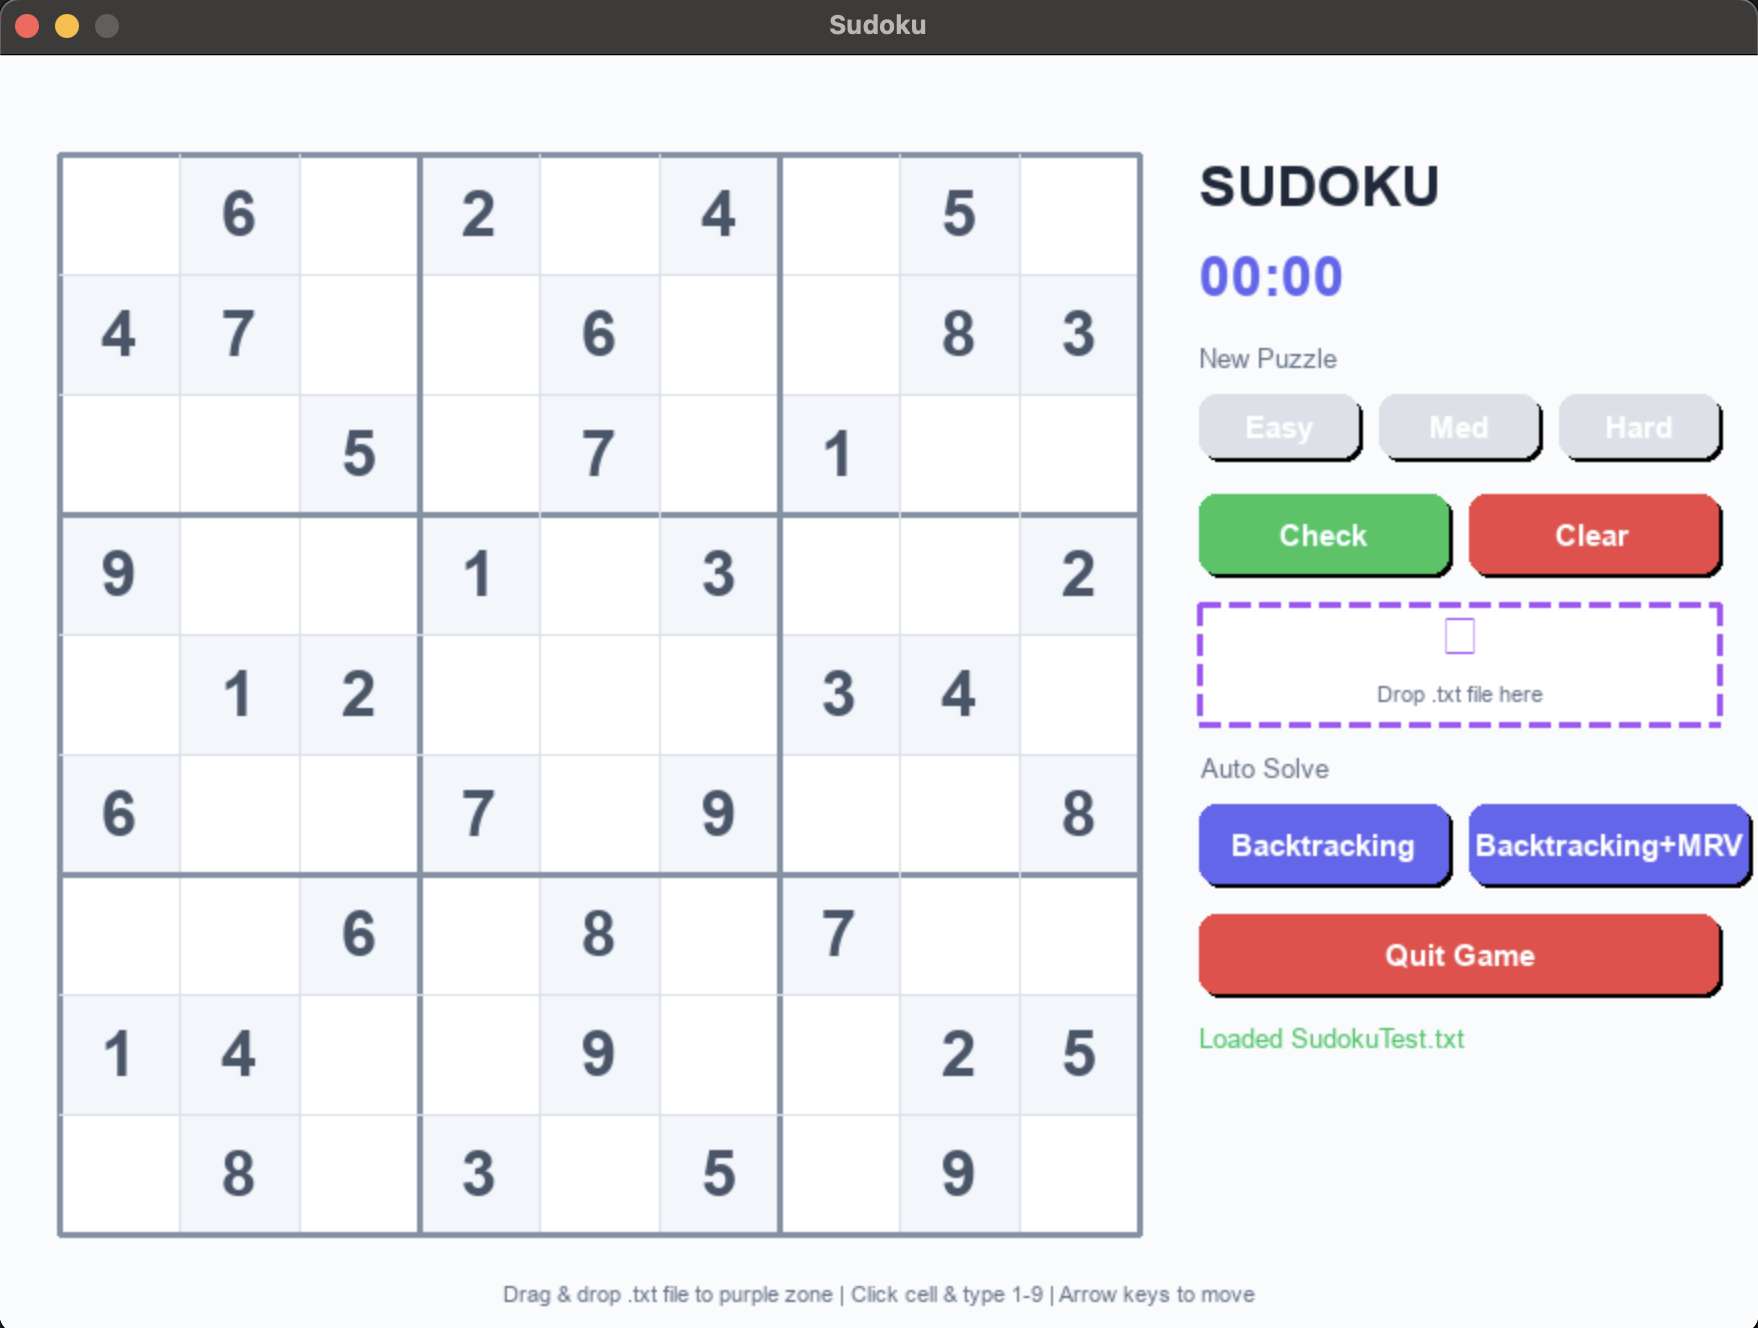 Sudoku
6 2 4 5
4 7 6 8 3
5 7 1
9 1 3 2
1 2 3 4
6 7 9 8
6 8 7
1 4 9 2 5
8 3 5 9
SUDOKU
00:00
New Puzzle
Easy Med Hard
Check Clear
Drop .txt file here
Auto Solve
Backtracking Backtracking+MRV
Quit Game
Loaded SudokuTest.txt
Drag & drop .txt file to purple zone | Click cell & type 1-9 | Arrow keys to move